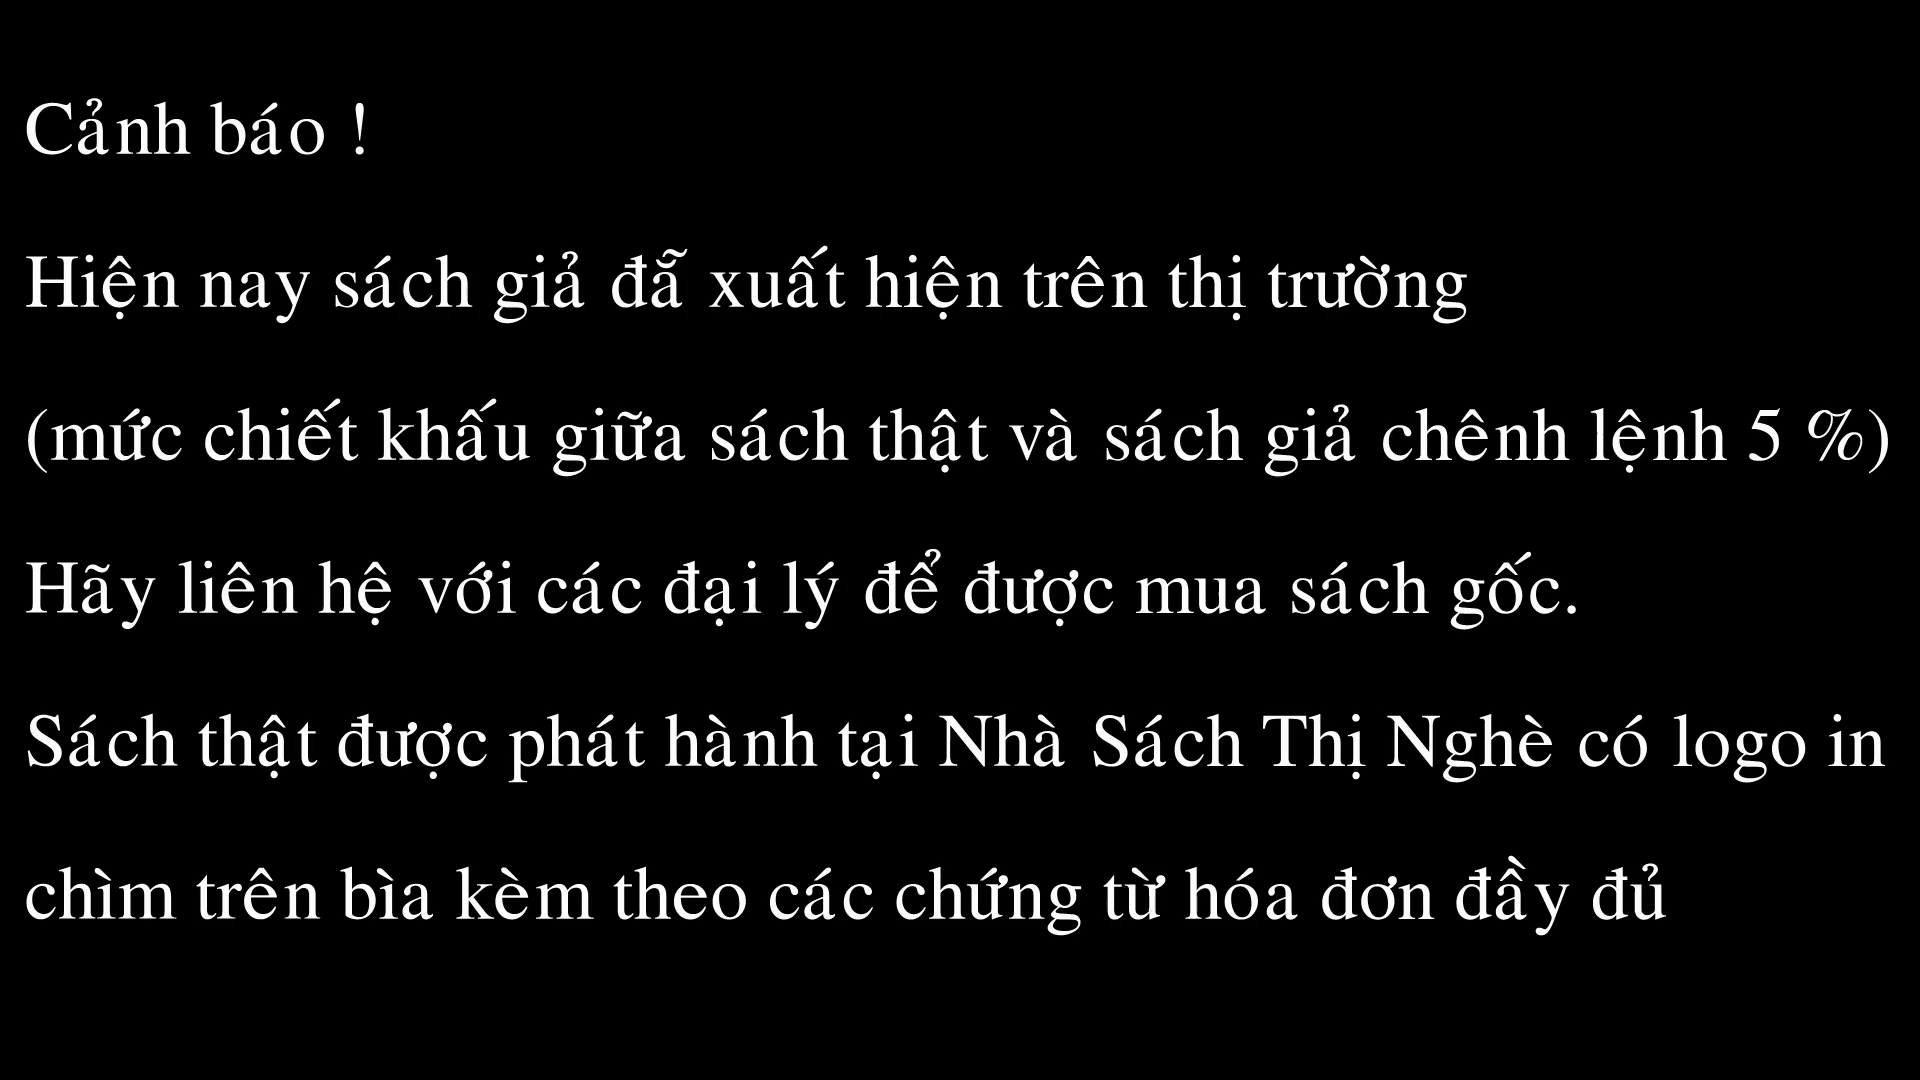 Cảnh báo !
Hiện nay sách giả đẵ xuất hiện trên thị trường
(mức chiết khấu giữa sách thật và sách giả chênh lệnh 5 %)
Hãy liên hệ với các đại lý để được mua sách gốc.
Sách thật được phát hành tại Nhà Sách Thị Nghè có logo in
chìm trên bìa kèm theo các chứng từ hóa đơn đầy đủ